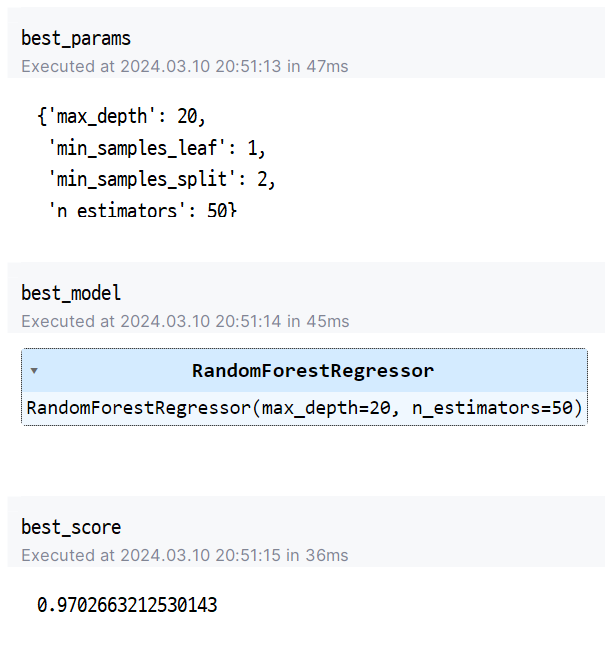 best_params
Executed at 2024.03.10 20:51:13 in 47ms
{'max_depth': 20,
'min_samples_leaf': 1,
'min_samples_split': 2,
'n_estimators': 50}
best_model
Executed at 2024.03.10 20:51:14 in 45ms
RandomForestRegressor
RandomForestRegressor(max_depth=20, n_estimators=50)
best_score
Executed at 2024.03.10 20:51:15 in 36ms
0.9702663212530143